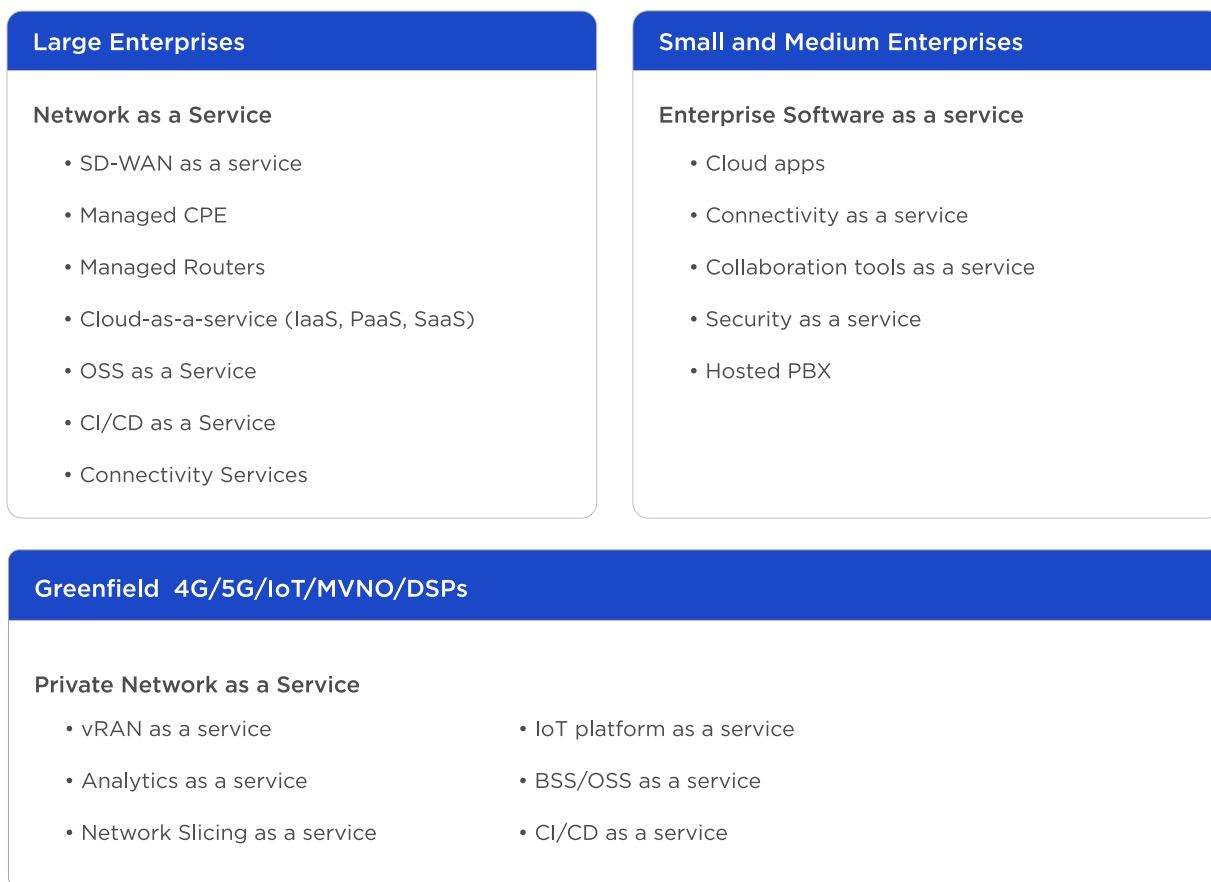 Large Enterprises
Network as a Service
• SD-WAN as a service
• Managed CPE
• Managed Routers
• Cloud-as-a-service (IaaS, PaaS, SaaS)
• OSS as a Service
• CI/CD as a Service
• Connectivity Services
Small and Medium Enterprises
Enterprise Software as a service
• Cloud apps
• Connectivity as a service
• Collaboration tools as a service
• Security as a service
• Hosted PBX
Greenfield 4G/5G/IoT/MVNO/DSPs
Private Network as a Service
• vRAN as a service
• Analytics as a service
• Network Slicing as a service
• IoT platform as a service
• BSS/OSS as a service
• CI/CD as a service